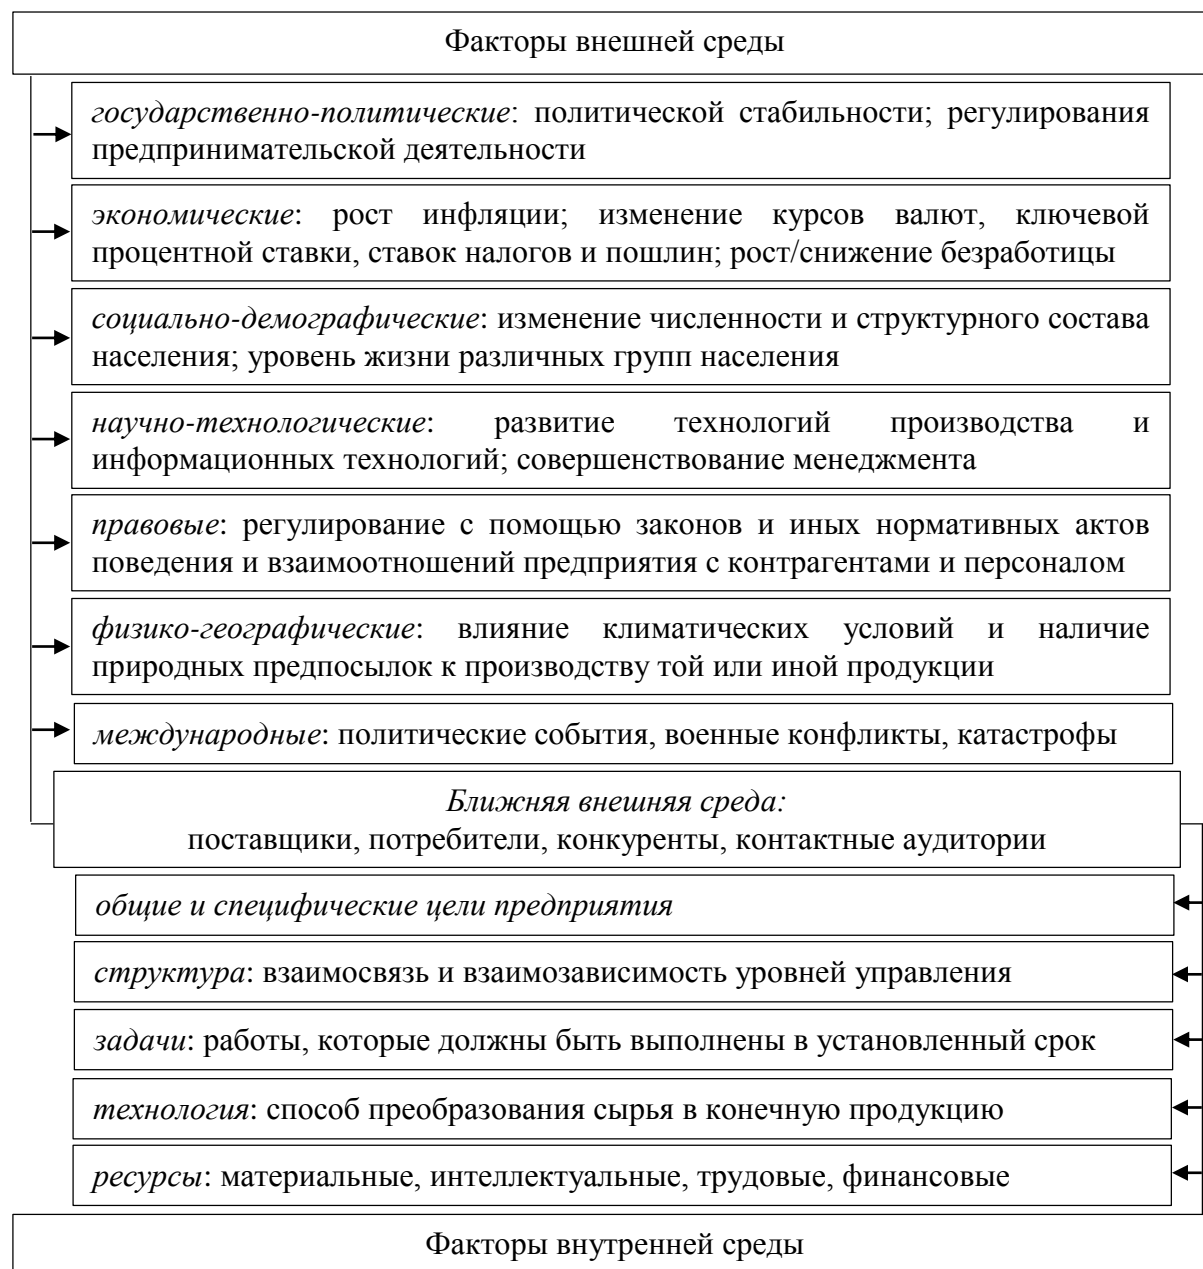 Факторы внешней среды
государственно-политические: политической стабильности; регулирования
предпринимательской деятельности
экономические: рост инфляции; изменение курсов валют, ключевой
процентной ставки, ставок налогов и пошлин; рост/снижение безработицы
социально-демографические: изменение численности и структурного состава
населения; уровень жизни различных групп населения
научно-технологические: развитие технологий производства и
информационных технологий; совершенствование менеджмента
правовые: регулирование с помощью законов и иных нормативных актов
поведения и взаимоотношений предприятия с контрагентами и персоналом
физико-географические: влияние климатических условий и наличие
природных предпосылок к производству той или иной продукции
международные: политические события, военные конфликты, катастрофы
Ближняя внешняя среда:
поставщики, потребители, конкуренты, контактные аудитории
общие и специфические цели предприятия
структура: взаимосвязь и взаимозависимость уровней управления
задачи: работы, которые должны быть выполнены в установленный срок
технология: способ преобразования сырья в конечную продукцию
ресурсы: материальные, интеллектуальные, трудовые, финансовые
Факторы внутренней среды